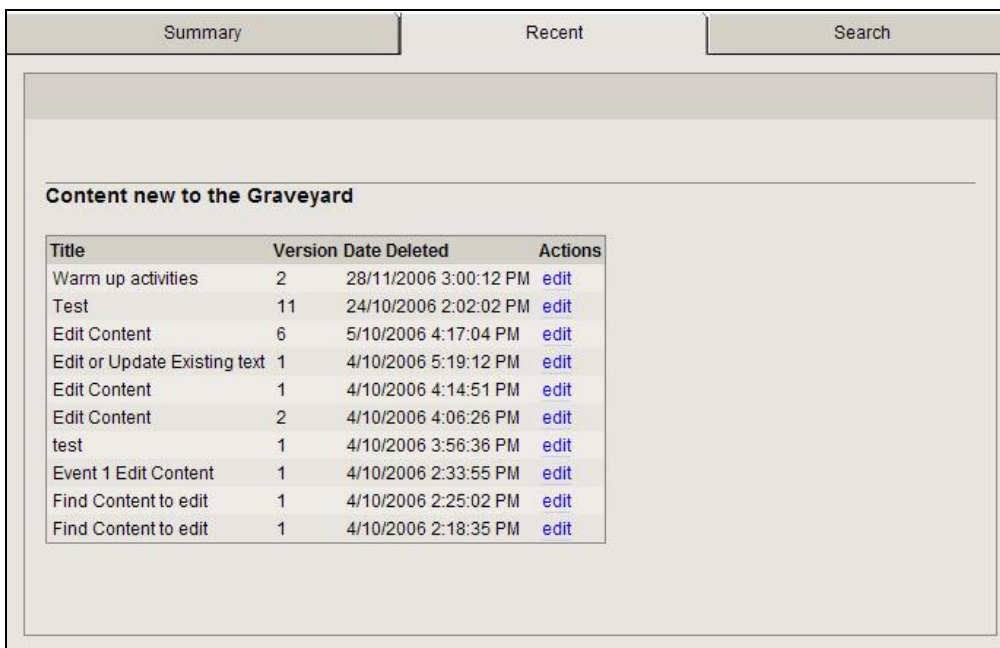 Summary Recent Search
Content new to the Graveyard
Title Version Date Deleted Actions
Warm up activities 2 28/11/2006 3:00:12 PM edit
Test 11 24/10/2006 2:02:02 PM edit
Edit Content 6 5/10/2006 4:17:04 PM edit
Edit or Update Existing text 1 4/10/2006 5:19:12 PM edit
Edit Content 1 4/10/2006 4:14:51 PM edit
Edit Content 2 4/10/2006 4:06:26 PM edit
test 1 4/10/2006 3:56:36 PM edit
Event 1 Edit Content 1 4/10/2006 2:33:55 PM edit
Find Content to edit 1 4/10/2006 2:25:02 PM edit
Find Content to edit 1 4/10/2006 2:18:35 PM edit